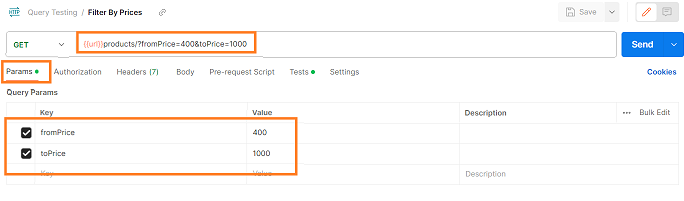 HTTP Query Testing / Filter By Prices Save
GET {{url}}products/?fromPrice=400&toPrice=1000 Send
Params Authorization Headers (7) Body Pre-request Script Tests Settings Cookies
Query Params
Key Value Description ••• Bulk Edit
fromPrice 400
toPrice 1000
Key Value Description